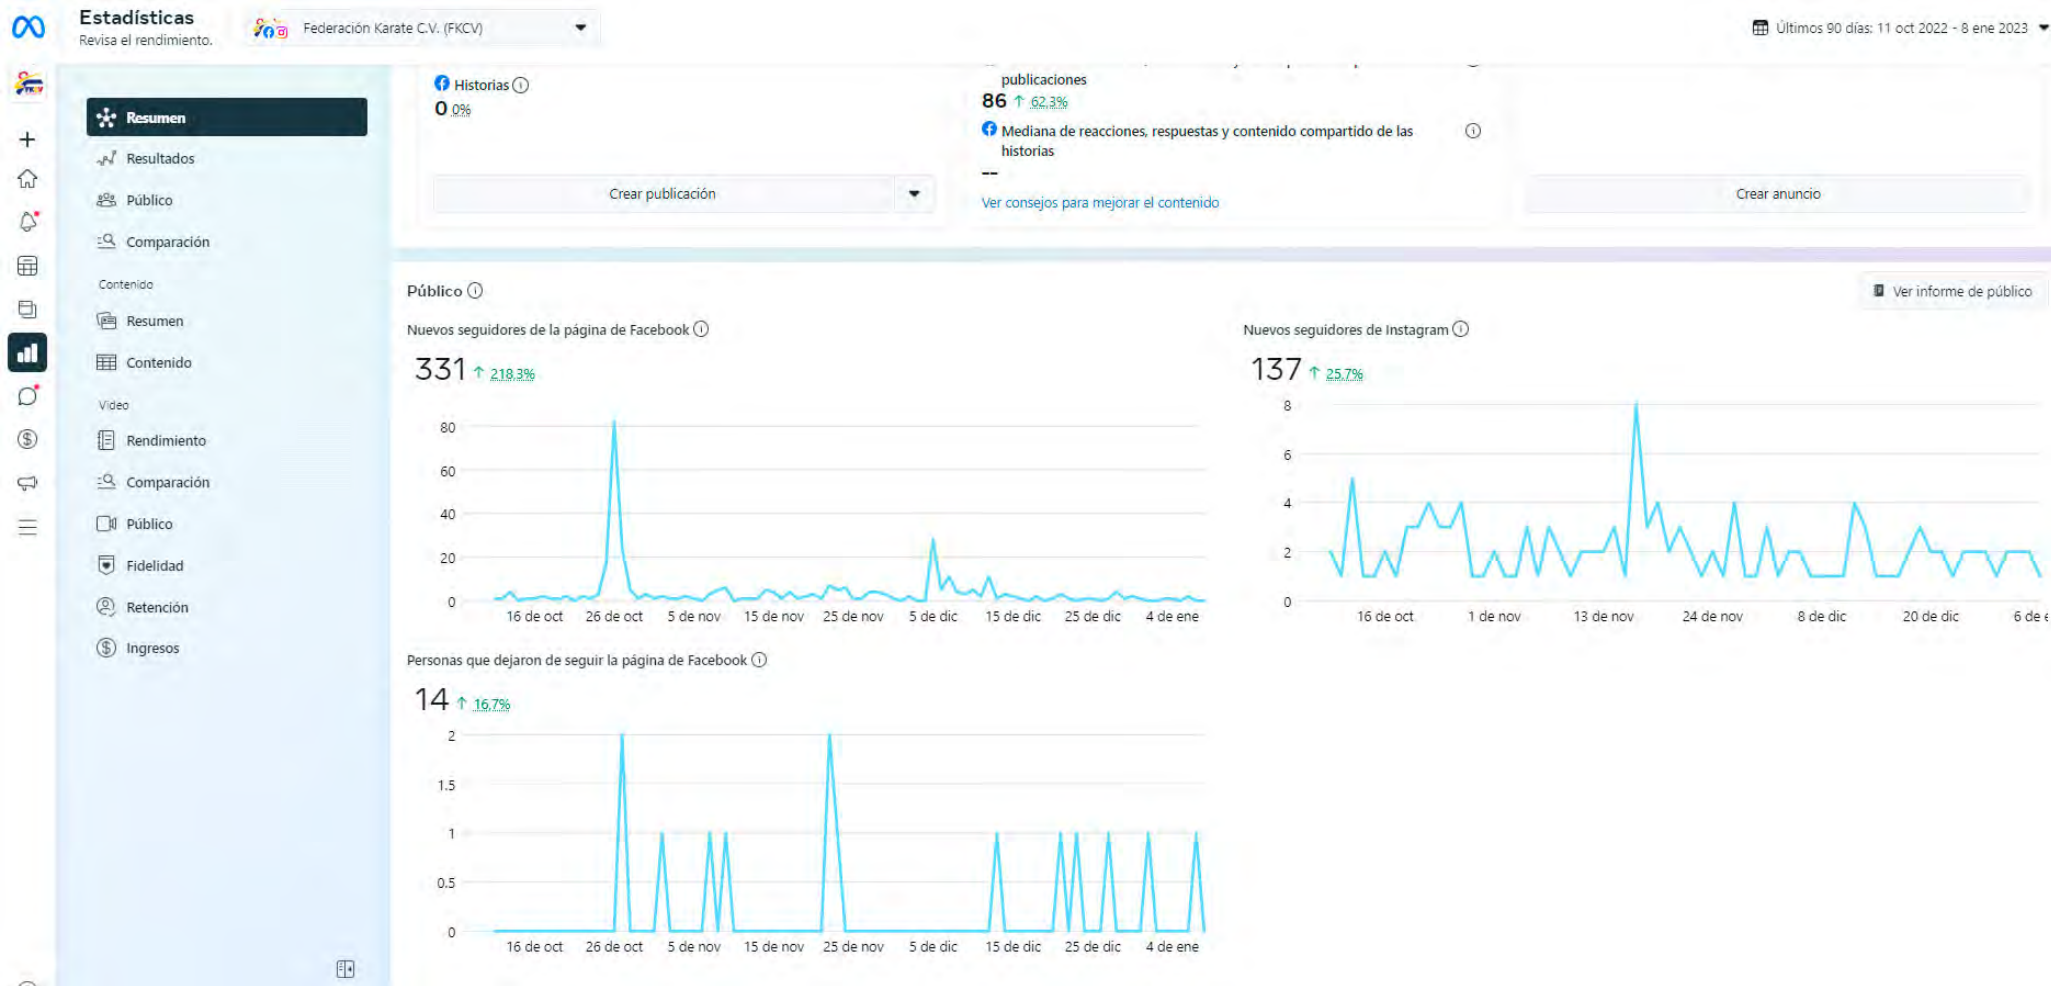 Estadísticas
Revisa el rendimiento.
Federación Karate C.V. (FKCV)
Últimos 90 días: 11 oct 2022 - 8 ene 2023
Resumen
Resultados
Público
Comparación
Contenido
Resumen
Contenido
Video
Rendimiento
Comparación
Público
Fidelidad
Retención
Ingresos
Historias
0 0%
Crear publicación
publicaciones
86 ↑ 62,3%
Mediana de reacciones, respuestas y contenido compartido de las
historias
--
Ver consejos para mejorar el contenido
Crear anuncio
Público
Ver informe de público
Nuevos seguidores de la página de Facebook
331 ↑ 218,3%
80
60
40
20
0
16 de oct 26 de oct 5 de nov 15 de nov 25 de nov 5 de dic 15 de dic 25 de dic 4 de ene
Nuevos seguidores de Instagram
137 ↑ 25,7%
8
6
4
2
0
16 de oct 1 de nov 13 de nov 24 de nov 8 de dic 20 de dic 6 de
Personas que dejaron de seguir la página de Facebook
14 ↑ 16,7%
2
1.5
1
0.5
0
16 de oct 26 de oct 5 de nov 15 de nov 25 de nov 5 de dic 15 de dic 25 de dic 4 de ene